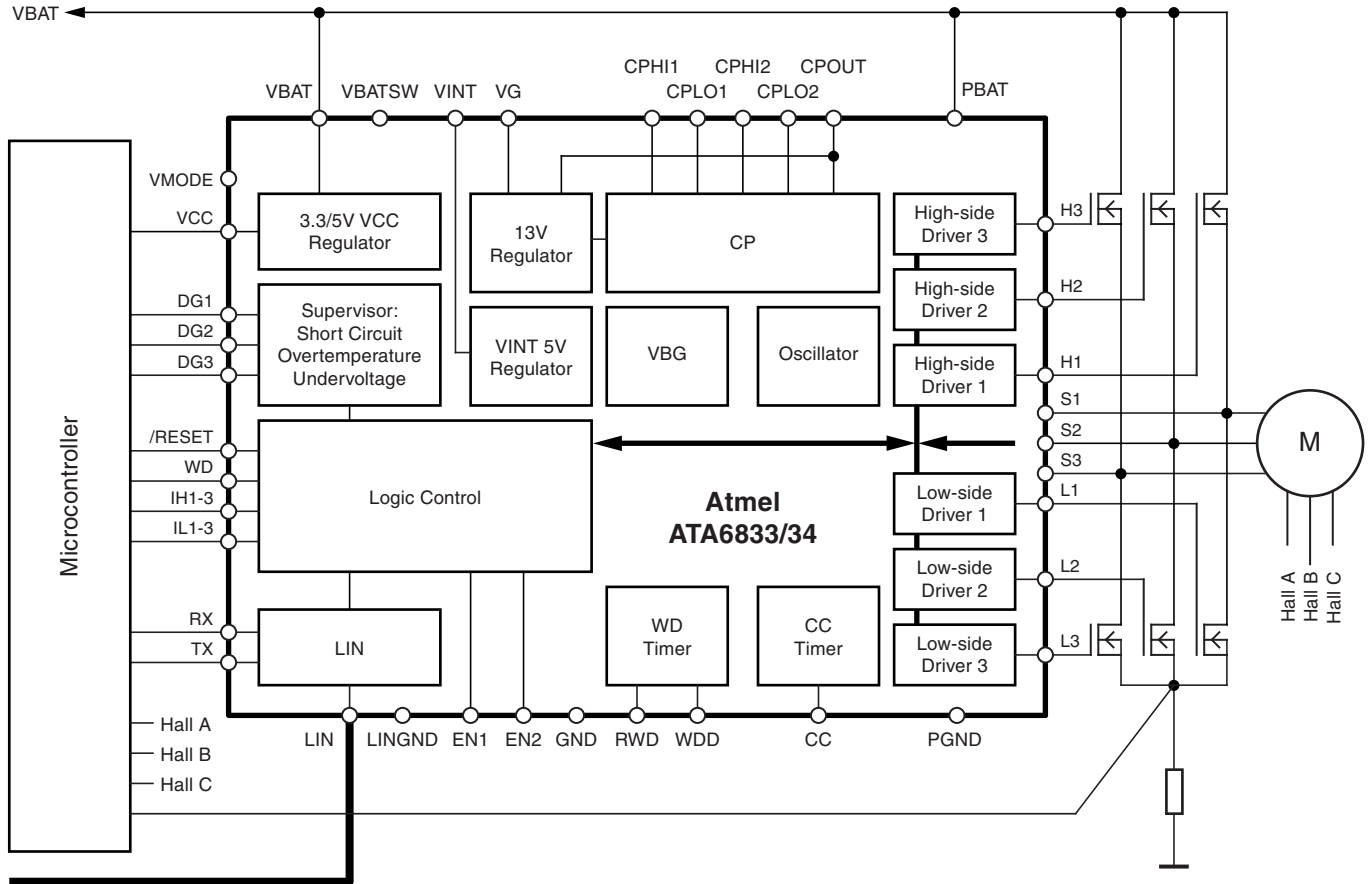 VBAT
CPHI1
CPHI2
CPOUT
VBAT
VBATSW
VINT
VG
CPLO1
CPLO2
PBAT
VMODE
VCC
3.3/5V VCC
Regulator
13V
Regulator
CP
High-side
Driver 3
H3
High-side
Driver 2
H2
DG1
DG2
DG3
Supervisor:
Short Circuit
Overtemperature
Undervoltage
VINT 5V
Regulator
VBG
Oscillator
High-side
Driver 1
H1
S1
S2
S3
M
Microcontroller
/RESET
WD
IH1-3
IL1-3
Logic Control
Atmel
ATA6833/34
Low-side
Driver 1
L1
Low-side
Driver 2
L2
Hall A
Hall B
Hall C
RX
TX
LIN
WD
Timer
CC
Timer
Low-side
Driver 3
L3
Hall A
Hall B
Hall C
LIN
LINGND
EN1
EN2
GND
RWD
WDD
CC
PGND